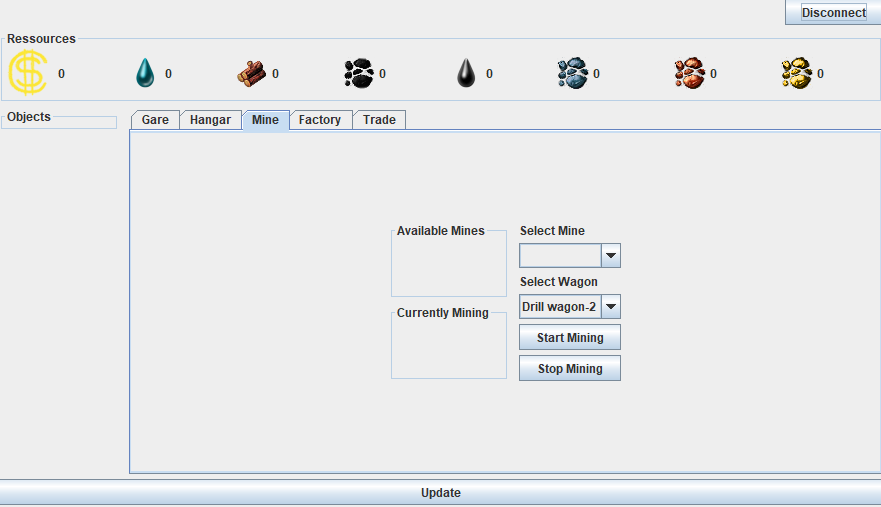 Disconnect
Ressources
0 0 0 0 0 0 0 0
Objects
Gare Hangar Mine Factory Trade
Available Mines
Select Mine
Select Wagon
Drill wagon-2
Currently Mining
Start Mining
Stop Mining
Update